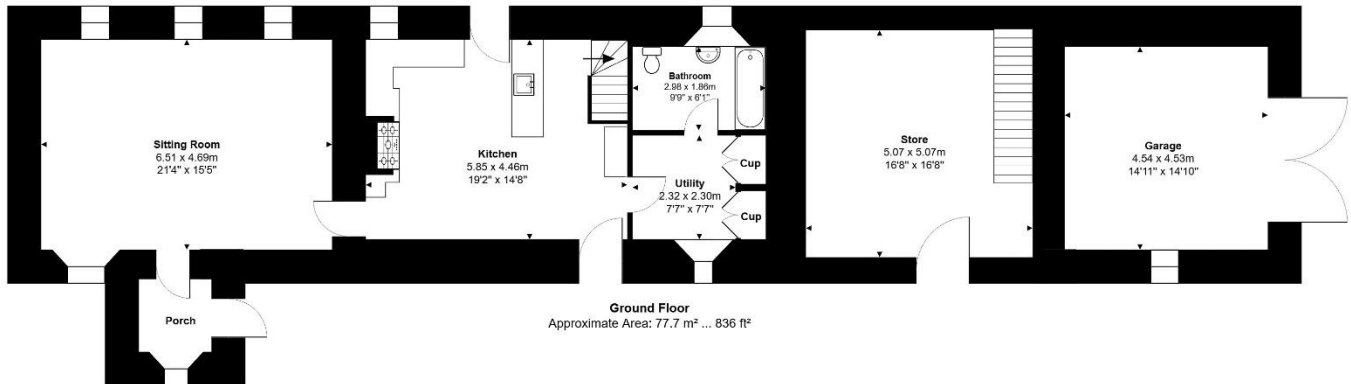 Sitting Room
6.51 x 4.69m
21'4" x 15'5"
Kitchen
5.85 x 4.46m
19'2" x 14'8"
Bathroom
2.98 x 1.86m
9'9" x 6'1"
Utility
2.32 x 2.30m
7'7" x 7'7"
Cup
Cup
Store
5.07 x 5.07m
16'8" x 16'8"
Garage
4.54 x 4.53m
14'11" x 14'10"
Porch
Ground Floor
Approximate Area: 77.7 m² ... 836 ft²